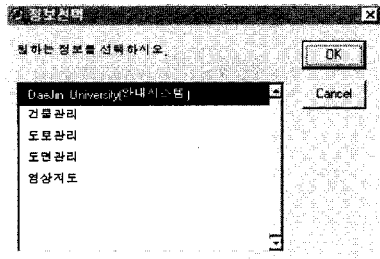 정보선택
원하는 정보를 선택하시오.
OK
Cancel
DaeJin University[안내시스템]
건물관리
도로관리
도면관리
영상지도